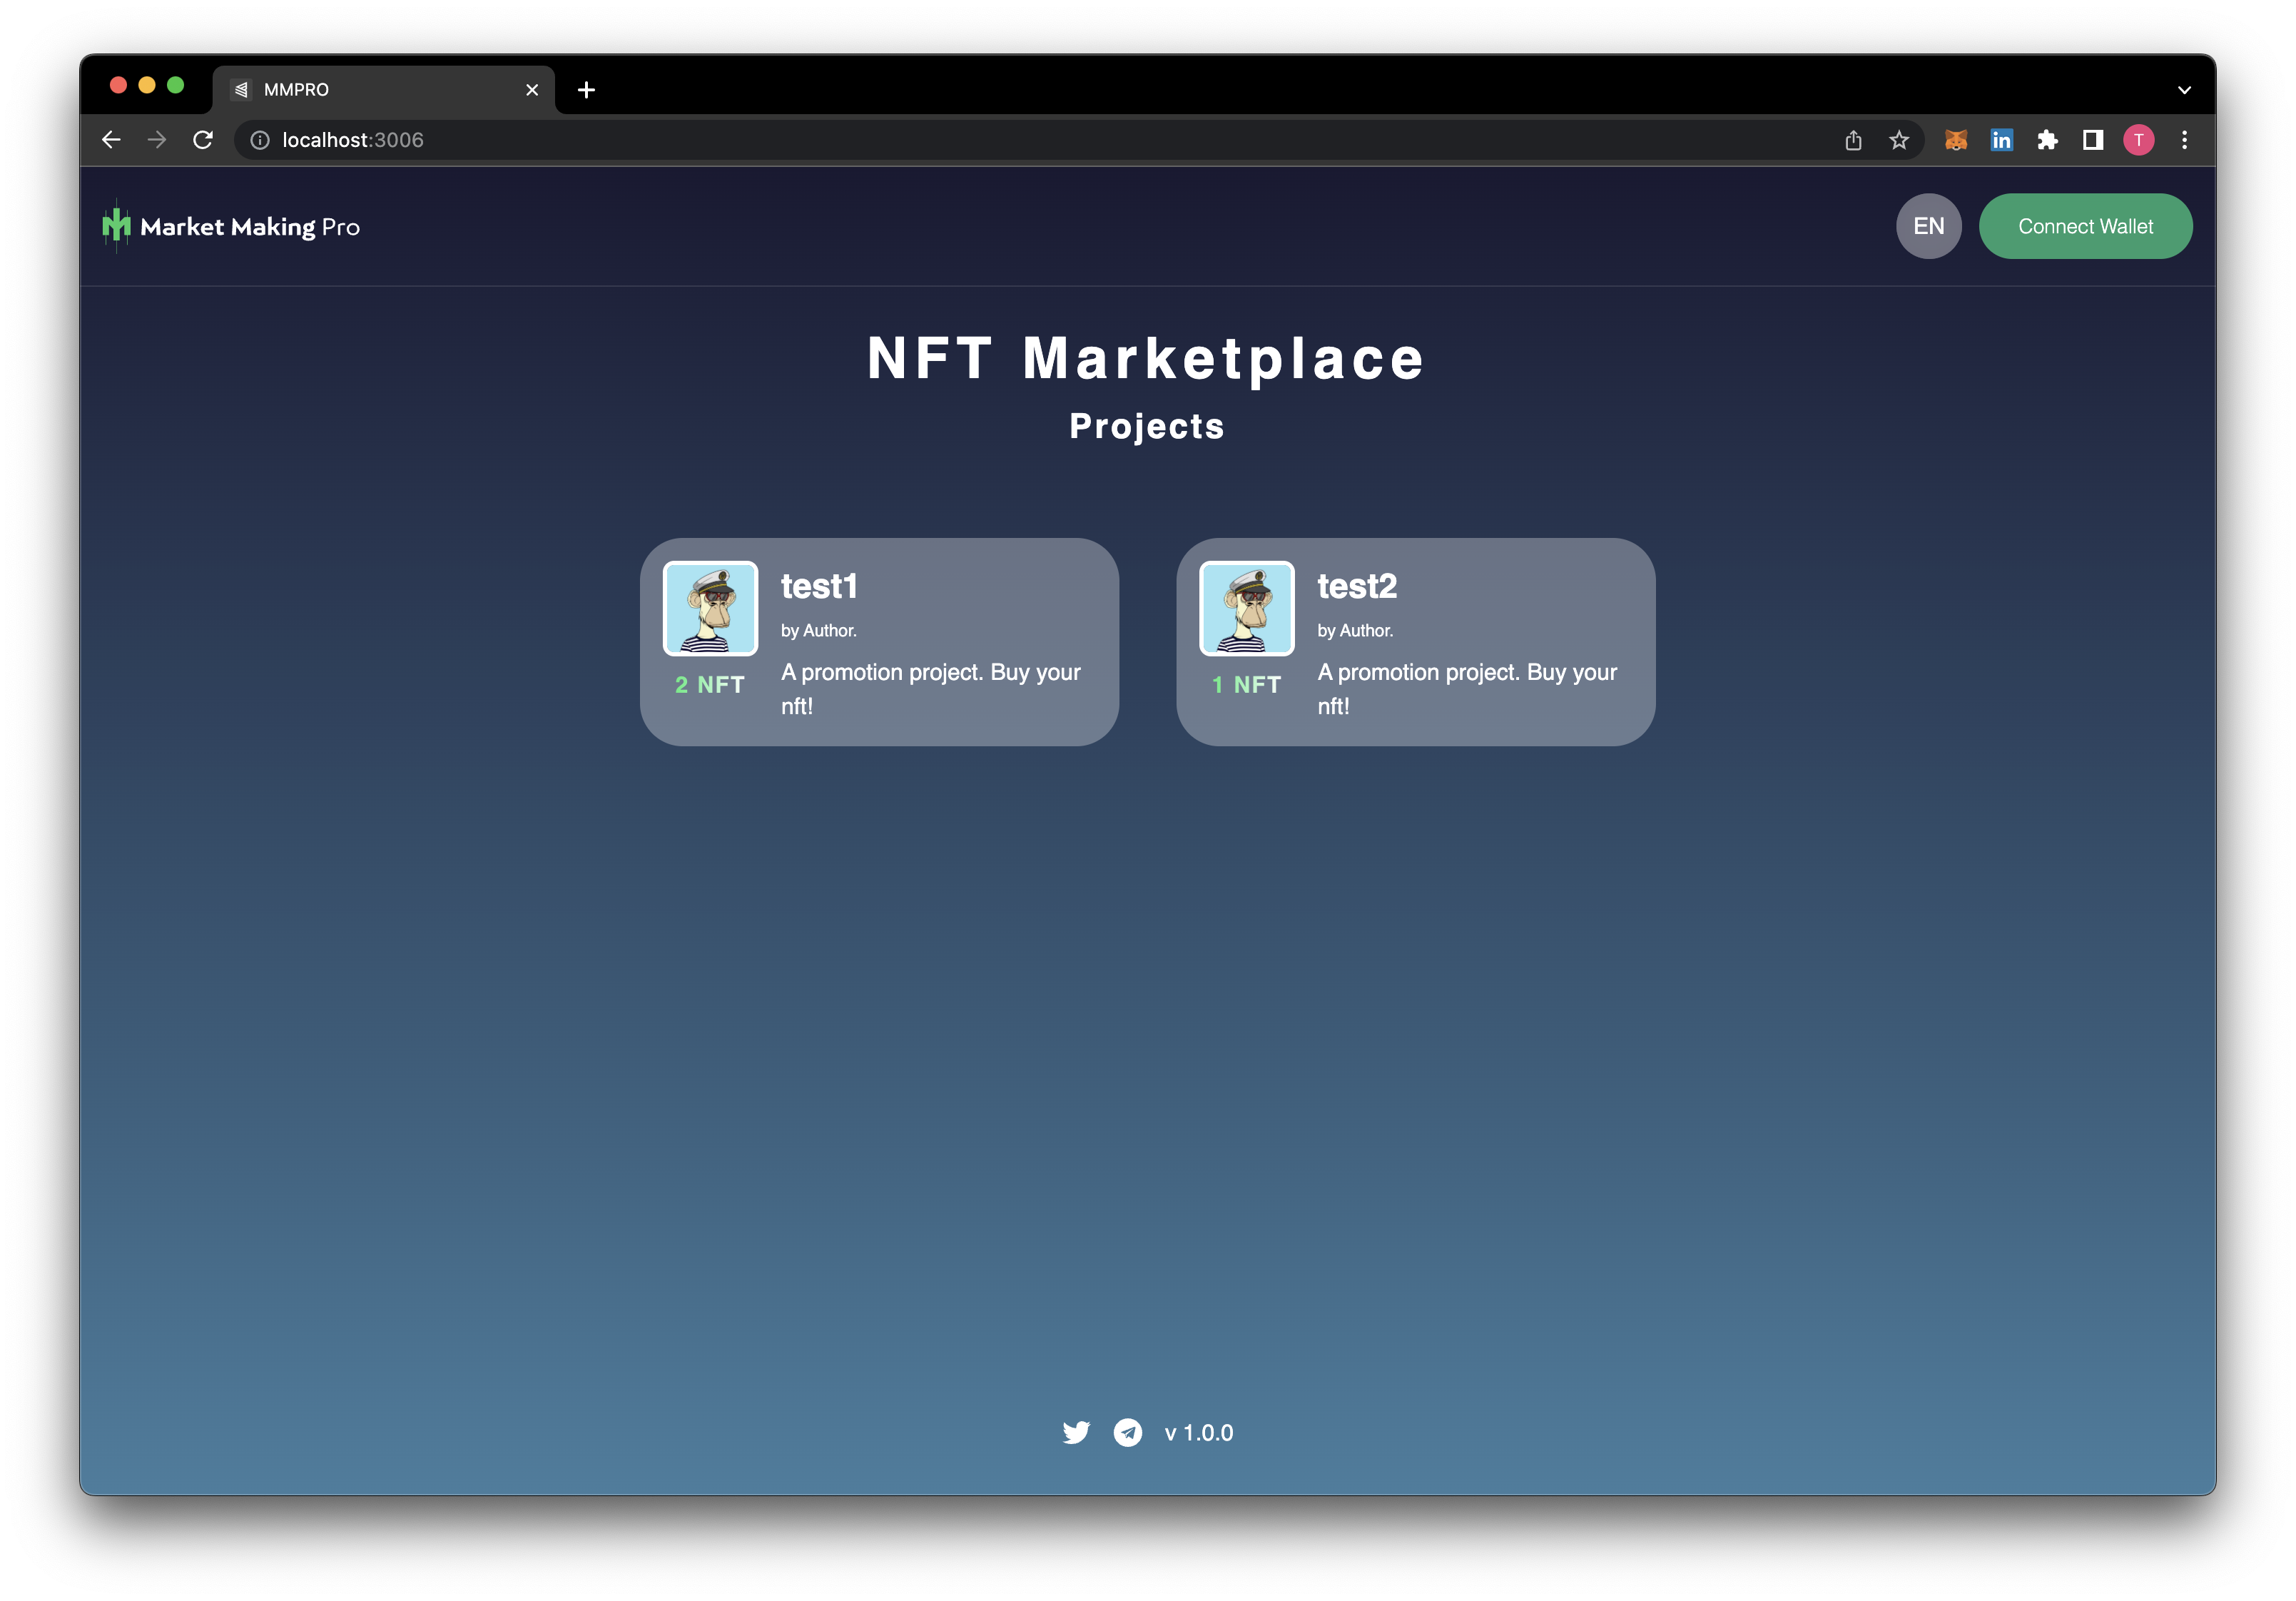 MMPRO
localhost:3006
T
Market Making Pro
EN
Connect Wallet
NFT Marketplace
Projects
test1
by Author.
2 NFT
A promotion project. Buy your
nft!
test2
by Author.
1 NFT
A promotion project. Buy your
nft!
v 1.0.0